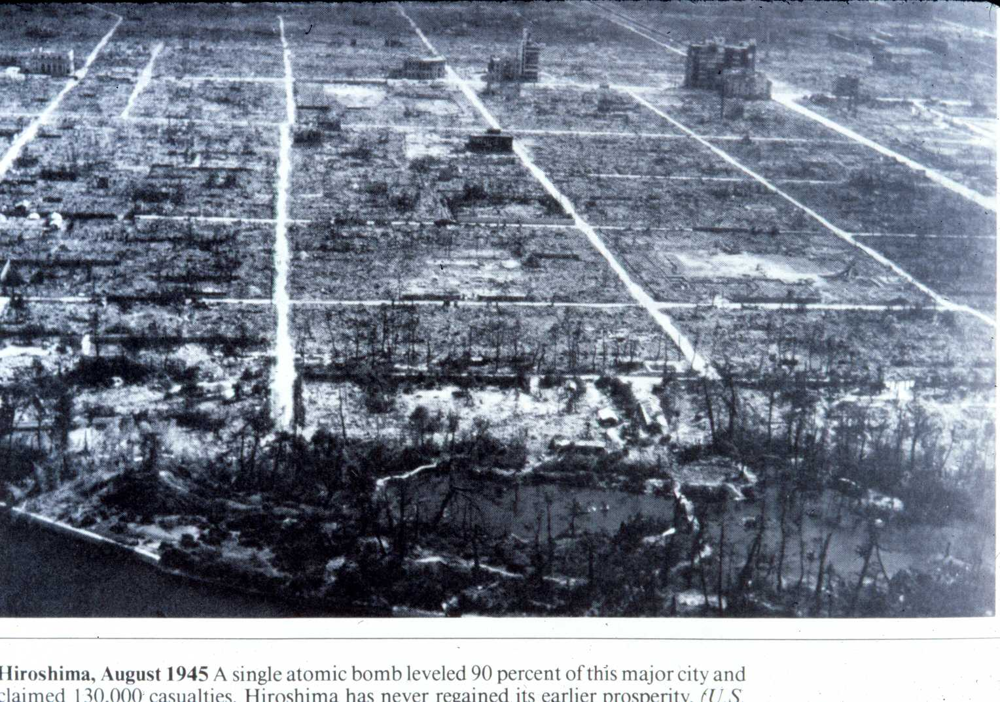 Hiroshima, August 1945 A single atomic bomb leveled 90 percent of this major city and
claimed 130,000 casualties. Hiroshima has never regained its earlier prosperity. (U.S.